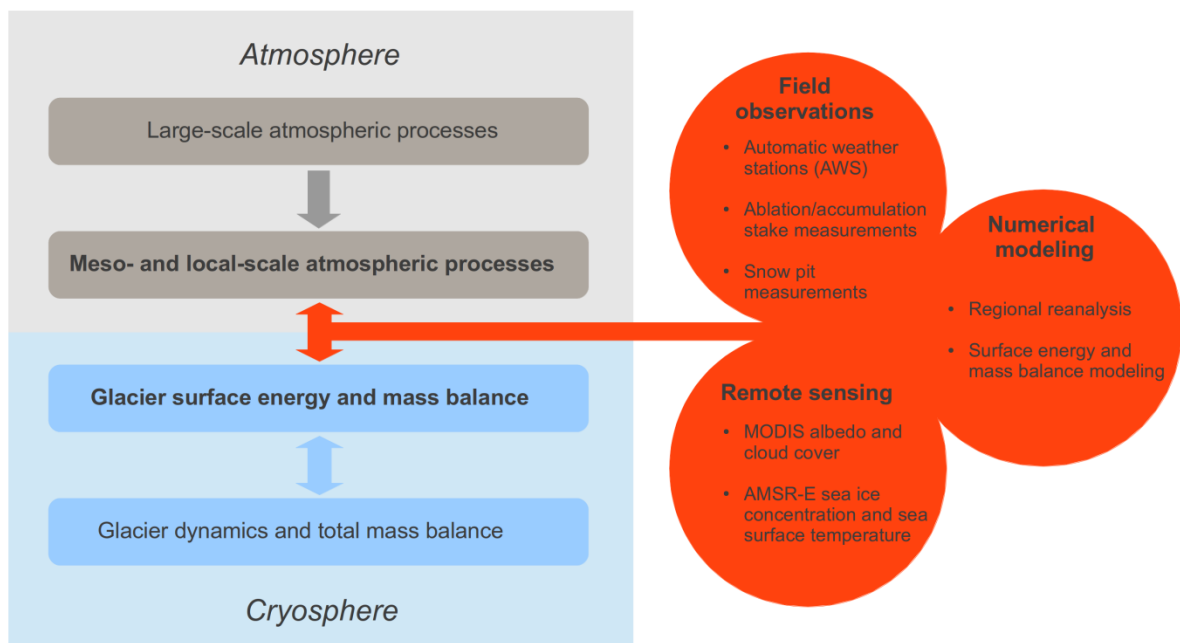 Atmosphere
Large-scale atmospheric processes
Meso- and local-scale atmospheric processes
Glacier surface energy and mass balance
Glacier dynamics and total mass balance
Cryosphere
Field
observations
• Automatic weather
stations (AWS)
• Ablation/accumulation
stake measurements
• Snow pit
measurements
Numerical
modeling
• Regional reanalysis
• Surface energy and
mass balance modeling
Remote sensing
• MODIS albedo and
cloud cover
• AMSR-E sea ice
concentration and sea
surface temperature